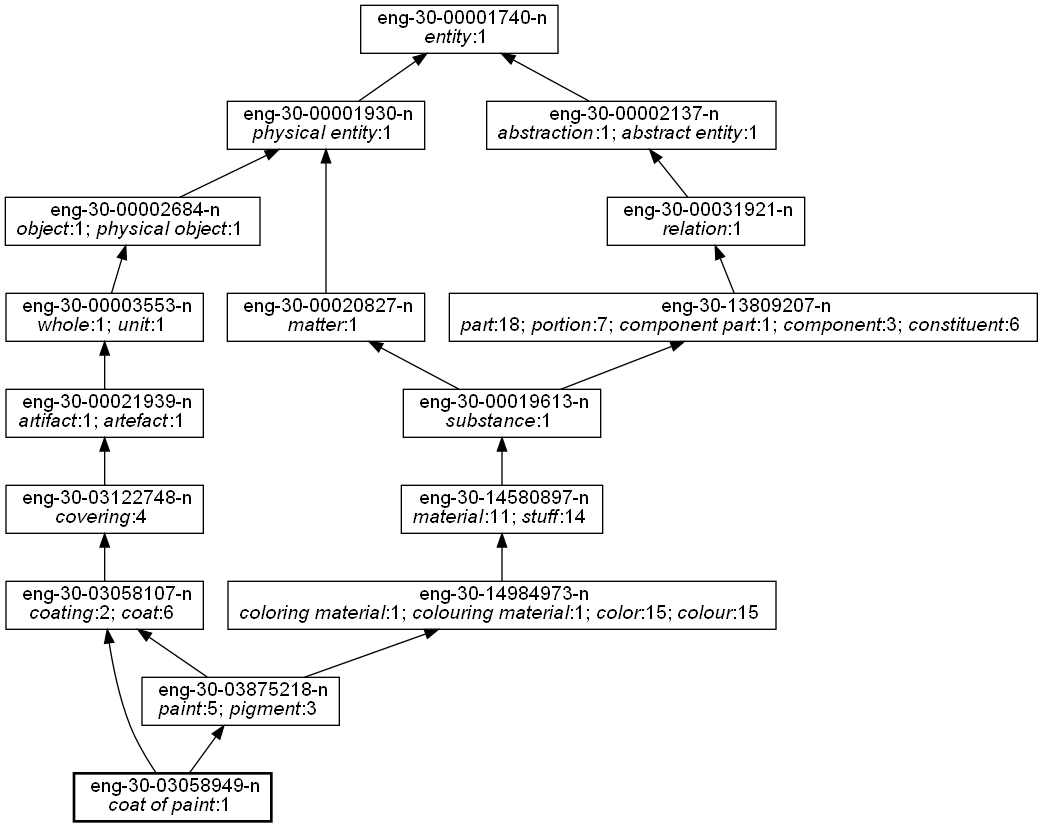 eng-30-00001740-n
entity:1
eng-30-00001930-n
physical entity:1
eng-30-00002137-n
abstraction:1; abstract entity:1
eng-30-00002684-n
object:1; physical object:1
eng-30-00031921-n
relation:1
eng-30-00003553-n
whole:1; unit:1
eng-30-00020827-n
matter:1
eng-30-13809207-n
part:18; portion:7; component part:1; component:3; constituent:6
eng-30-00021939-n
artifact:1; artefact:1
eng-30-00019613-n
substance:1
eng-30-03122748-n
covering:4
eng-30-14580897-n
material:11; stuff:14
eng-30-03058107-n
coating:2; coat:6
eng-30-14984973-n
coloring material:1; colouring material:1; color:15; colour:15
eng-30-03875218-n
paint:5; pigment:3
eng-30-03058949-n
coat of paint:1